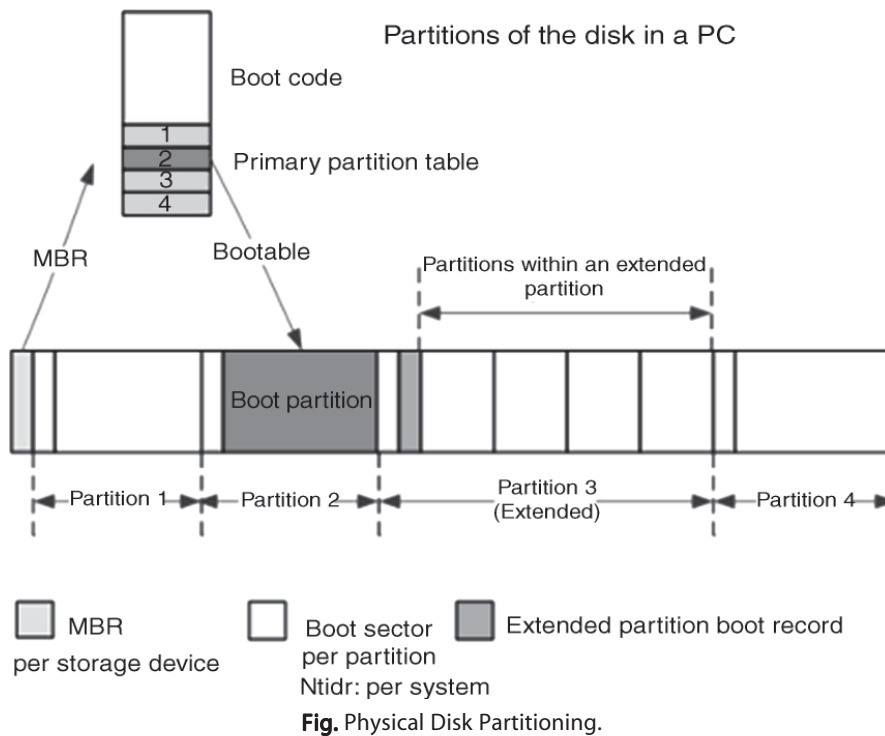 Partitions of the disk in a PC
Boot code
1
2
3
4
Primary partition table
MBR
Bootable
Partitions within an extended
partition
Boot partition
Partition 1
Partition 2
Partition 3
(Extended)
Partition 4
MBR
per storage device
Boot sector
per partition
Ntidr: per system
Extended partition boot record
Fig. Physical Disk Partitioning.